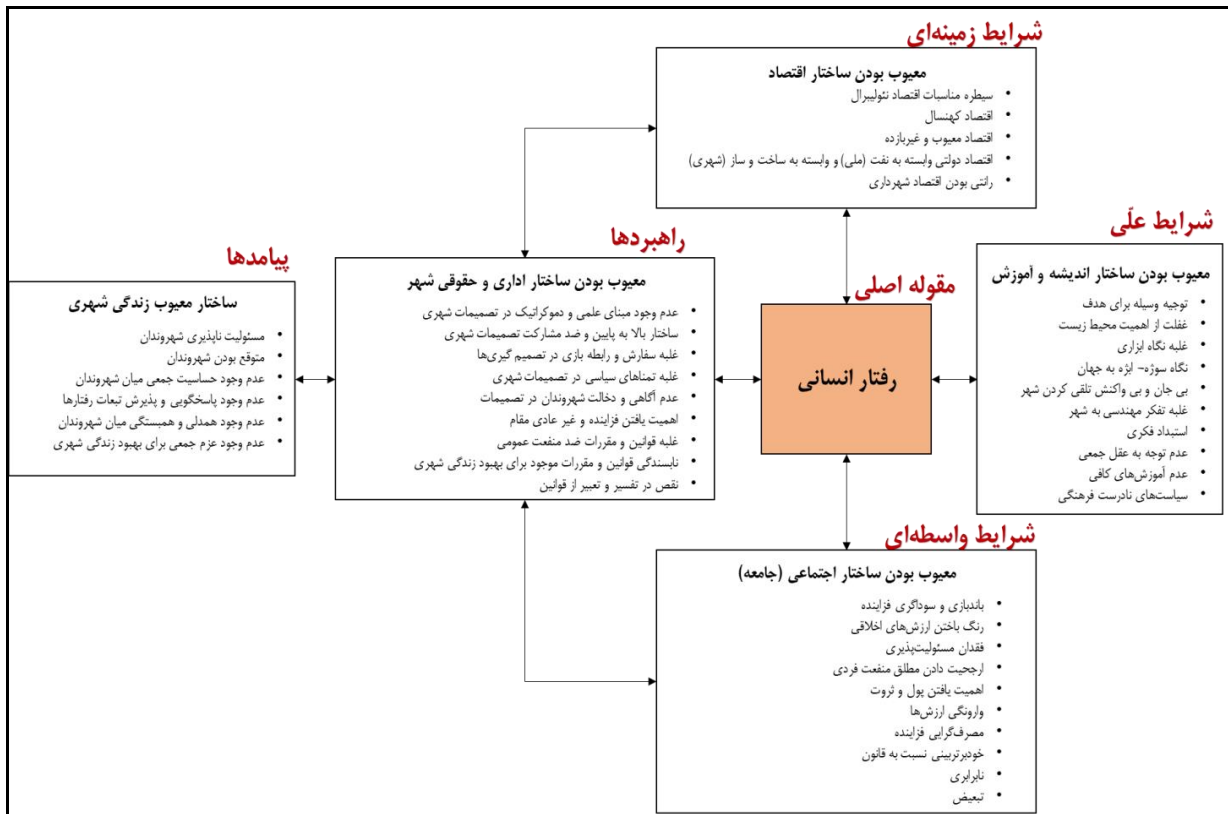 شرایط زمینه‌ای
معیوب بودن ساختار اقتصاد
• سیطره مناسبات اقتصاد نئولیبرال
• اقتصاد کهنسال
• اقتصاد معیوب و غیربازده
• اقتصاد دولتی وابسته به نفت (ملی) و وابسته به ساخت و ساز (شهری)
• رانتی بودن اقتصاد شهرداری
شرایط علّی
معیوب بودن ساختار اندیشه و آموزش
• توجیه وسیله برای هدف
• غفلت از اهمیت محیط زیست
• غلبه نگاه ابزاری
• نگاه سوژه- ابژه به جهان
• بی جان و بی واکنش تلقی کردن شهر
• غلبه تفکر مهندسی به شهر
• استبداد فکری
• عدم توجه به عقل جمعی
• عدم آموزش‌های کافی
• سیاست‌های نادرست فرهنگی
مقوله اصلی
رفتار انسانی
راهبردها
معیوب بودن ساختار اداری و حقوقی شهر
• عدم وجود مبنای علمی و دموکراتیک در تصمیمات شهری
• ساختار بالا به پایین و ضد مشارکت تصمیمات شهری
• غلبه سفارش و رابطه بازی در تصمیم گیری‌ها
• غلبه تمناهای سیاسی در تصمیمات شهری
• عدم آگاهی و دخالت شهروندان در تصمیمات
• اهمیت یافتن فزاینده و غیر عادی مقام
• غلبه قوانین و مقررات ضد منفعت عمومی
• نابسندگی قوانین و مقررات موجود برای بهبود زندگی شهری
• نقص در تفسیر و تعبیر از قوانین
پیامدها
ساختار معیوب زندگی شهری
• مسئولیت ناپذیری شهروندان
• متوقع بودن شهروندان
• عدم وجود حساسیت جمعی میان شهروندان
• عدم وجود پاسخگویی و پذیرش تبعات رفتارها
• عدم وجود همدلی و همبستگی میان شهروندان
• عدم وجود عزم جمعی برای بهبود زندگی شهری
شرایط واسطه‌ای
معیوب بودن ساختار اجتماعی (جامعه)
• باندبازی و سوداگری فزاینده
• رنگ باختن ارزش‌های اخلاقی
• فقدان مسئولیت‌پذیری
• ارجحیت دادن مطلق منفعت فردی
• اهمیت یافتن پول و ثروت
• وارونگی ارزش‌ها
• مصرف‌گرایی فزاینده
• خودبرتربینی نسبت به قانون
• نابرابری
• تبعیض